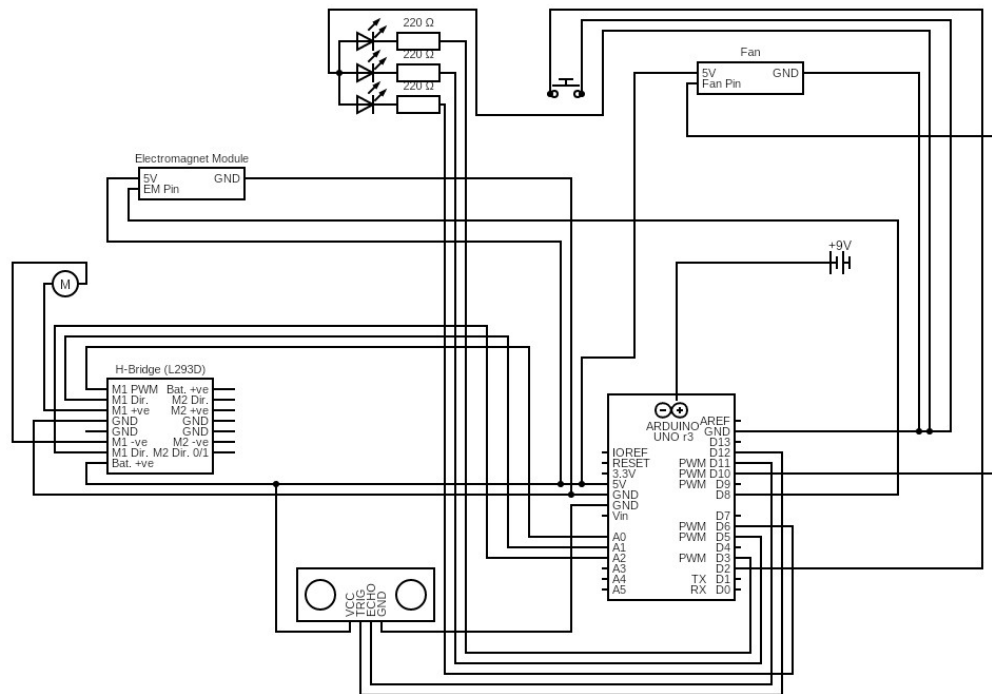 220 Ω
220 Ω
220 Ω
Fan
5V GND
Fan Pin
Electromagnet Module
5V GND
EM Pin
+9V
M
H-Bridge (L293D)
M1 PWM Bat. +ve
M1 Dir. M2 Dir.
M1 +ve M2 +ve
GND GND
GND GND
M1 -ve M2 -ve
M1 Dir. M2 Dir. 0/1
Bat. +ve
ARDUINO
UNO r3
AREF
GND
D13
IOREF D12
RESET PWM D11
3.3V PWM D10
5V PWM D9
GND D8
GND
Vin D7
PWM D6
A0 PWM D5
A1 D4
A2 PWM D3
A3 D2
A4 TX D1
A5 RX D0
VCC
TRIG
ECHO
GND